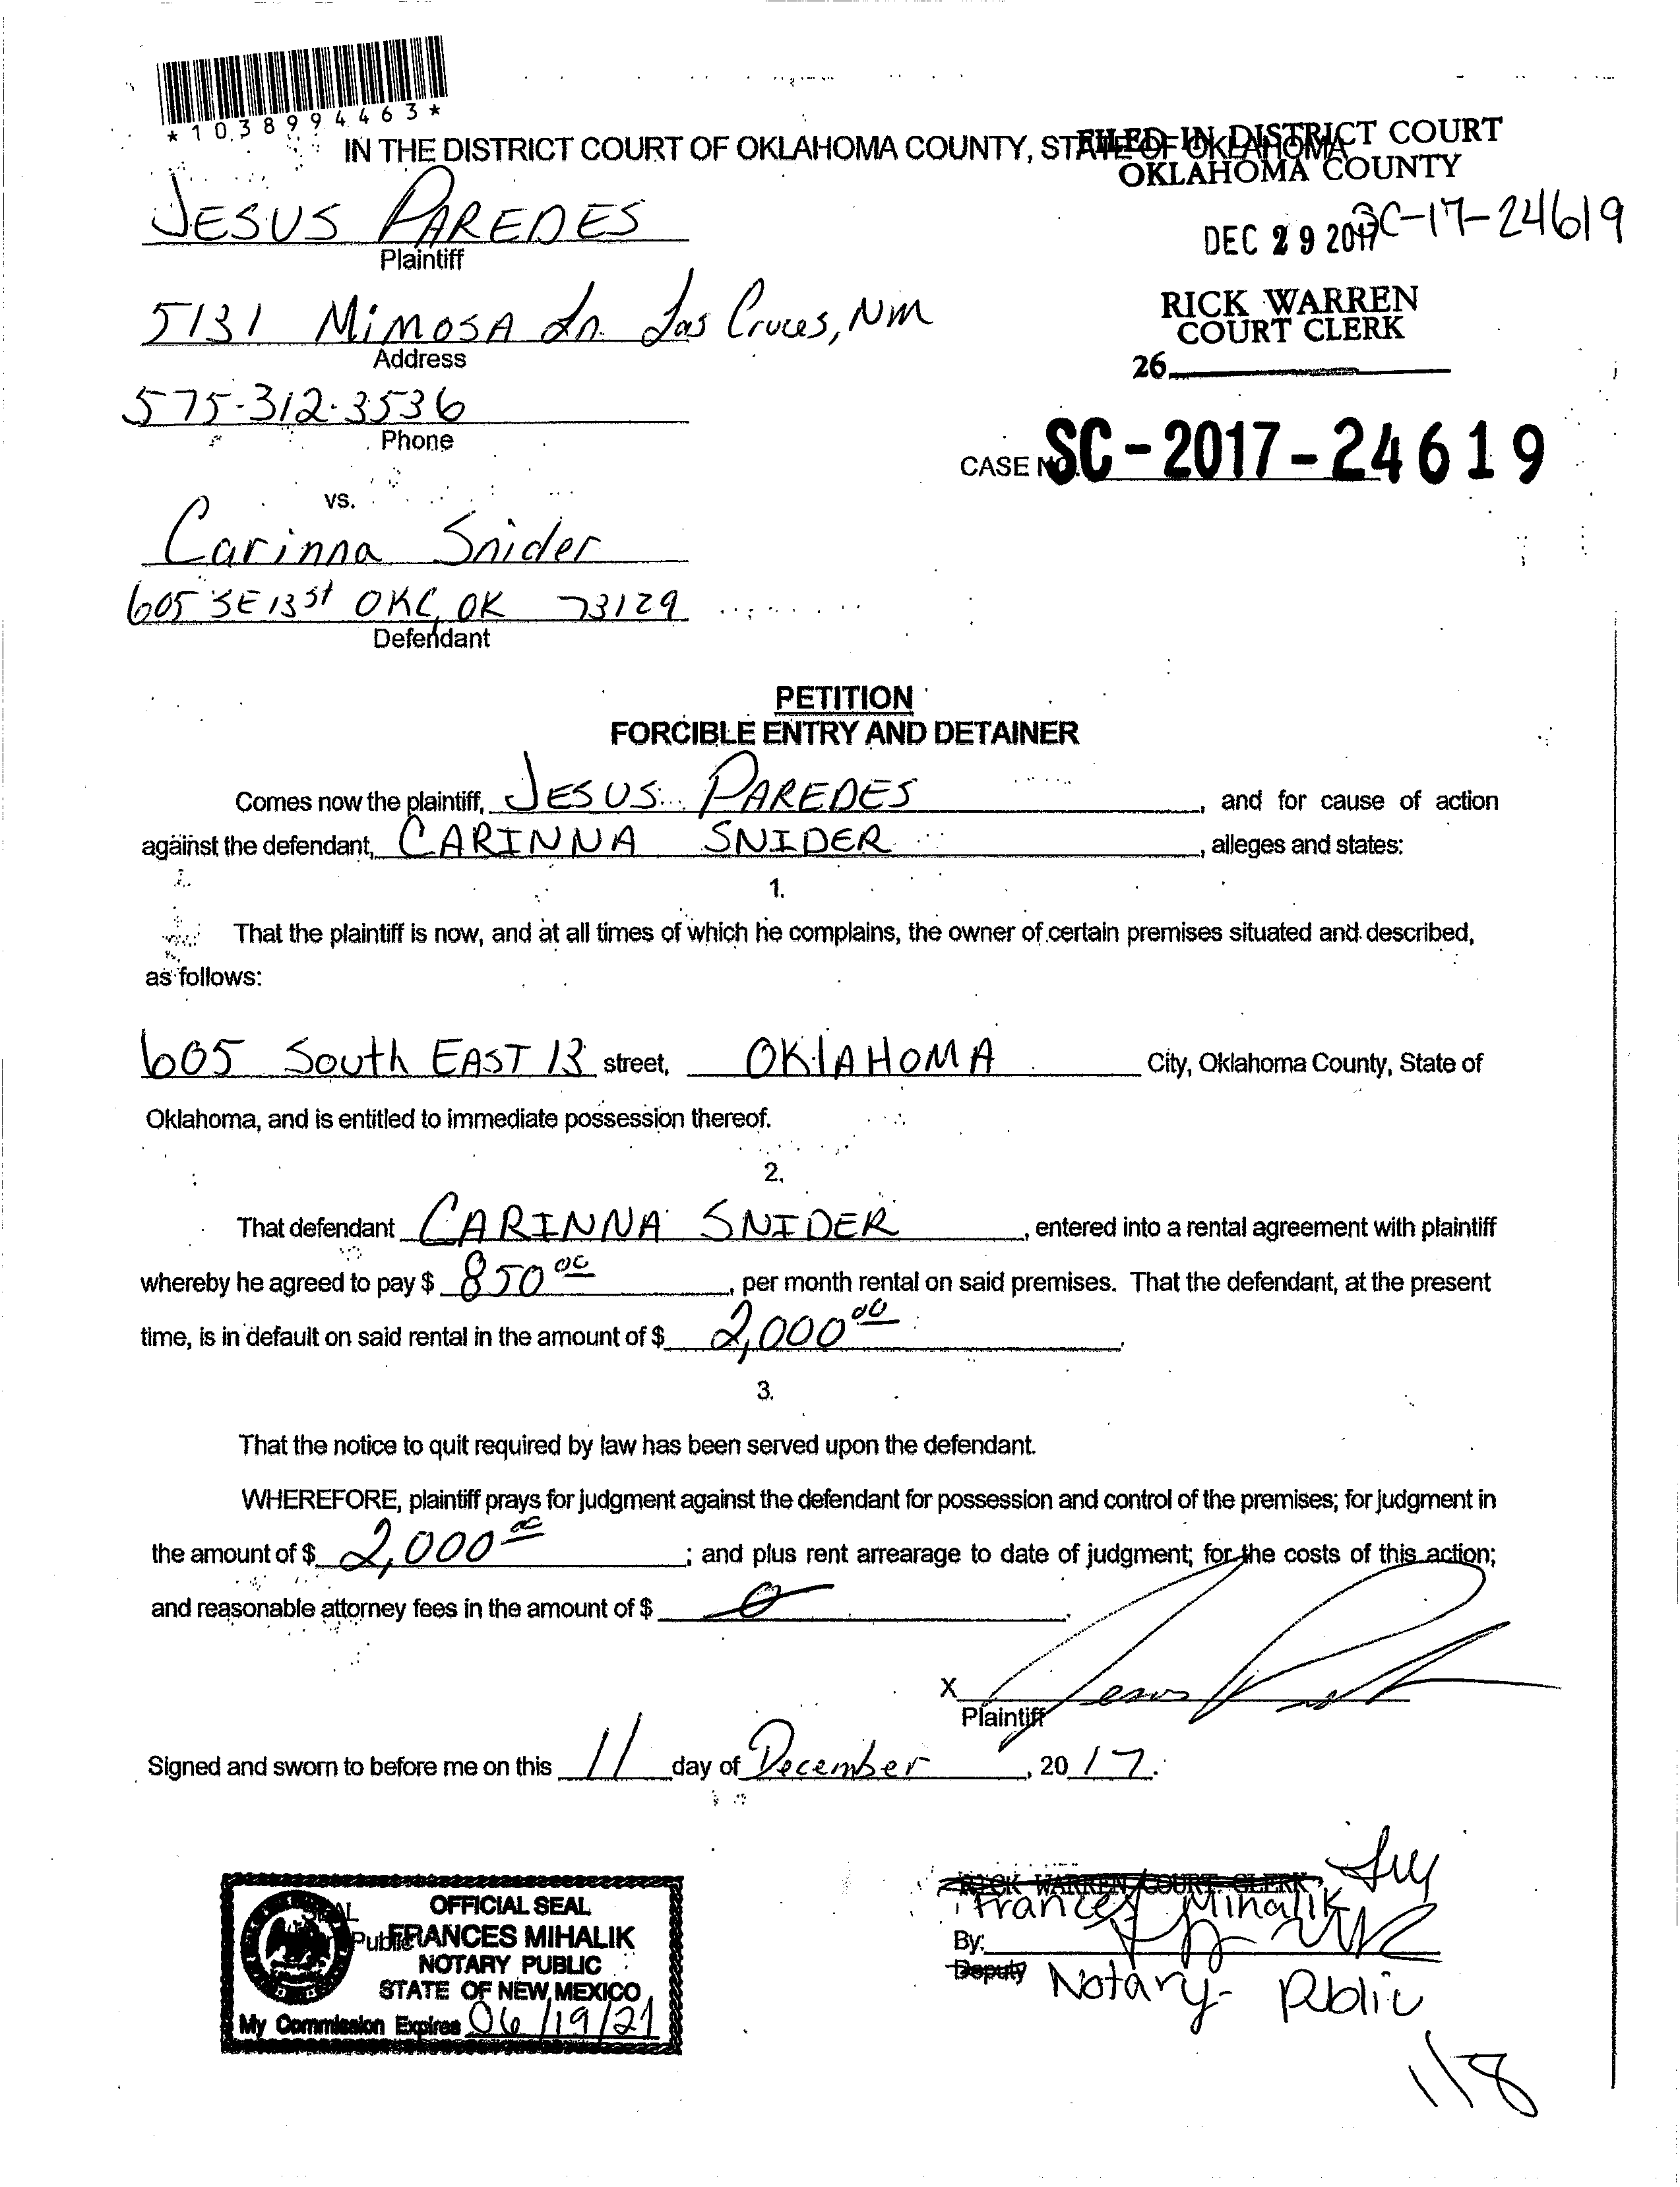 *1038994463*
IN THE DISTRICT COURT OF OKLAHOMA COUNTY, STATE OF OKLAHOMA
FILED IN DISTRICT COURT
OKLAHOMA COUNTY
JESUS PAREDES
Plaintiff
DEC 29 2017
SC-17-24619
5131 MiMOSA Ln. Las Cruces, NM
Address
RICK WARREN
COURT CLERK
26
575-312-3536
Phone
CASE NO. SC-2017-24619
vs.
Carinna Snider
605 SE 13 st OKC, OK 73129
Defendant
PETITION
FORCIBLE ENTRY AND DETAINER
Comes now the plaintiff, JESUS PAREDES, and for cause of action
against the defendant, CARINNA SNIDER, alleges and states:
1.
That the plaintiff is now, and at all times of which he complains, the owner of certain premises situated and described,
as follows:
605 South EAST 13 street, OKlAHOMA City, Oklahoma County, State of
Oklahoma, and is entitled to immediate possession thereof.
2.
That defendant CARINNA SNIDER, entered into a rental agreement with plaintiff
whereby he agreed to pay $ 850 00, per month rental on said premises. That the defendant, at the present
time, is in default on said rental in the amount of $ 2,000 00.
3.
That the notice to quit required by law has been served upon the defendant.
WHEREFORE, plaintiff prays for judgment against the defendant for possession and control of the premises; for judgment in
the amount of $ 2,000 00; and plus rent arrearage to date of judgment; for the costs of this action;
and reasonable attorney fees in the amount of $ 0.
X Jesus
Plaintiff
Signed and sworn to before me on this 11 day of December, 2017.
OFFICIAL SEAL
FRANCES MIHALIK
NOTARY PUBLIC
STATE OF NEW MEXICO
My Commission Expires 06/19/21
RICK WARREN, COURT CLERK
Frances Mihalik
By:
Deputy Notary Public
1/18